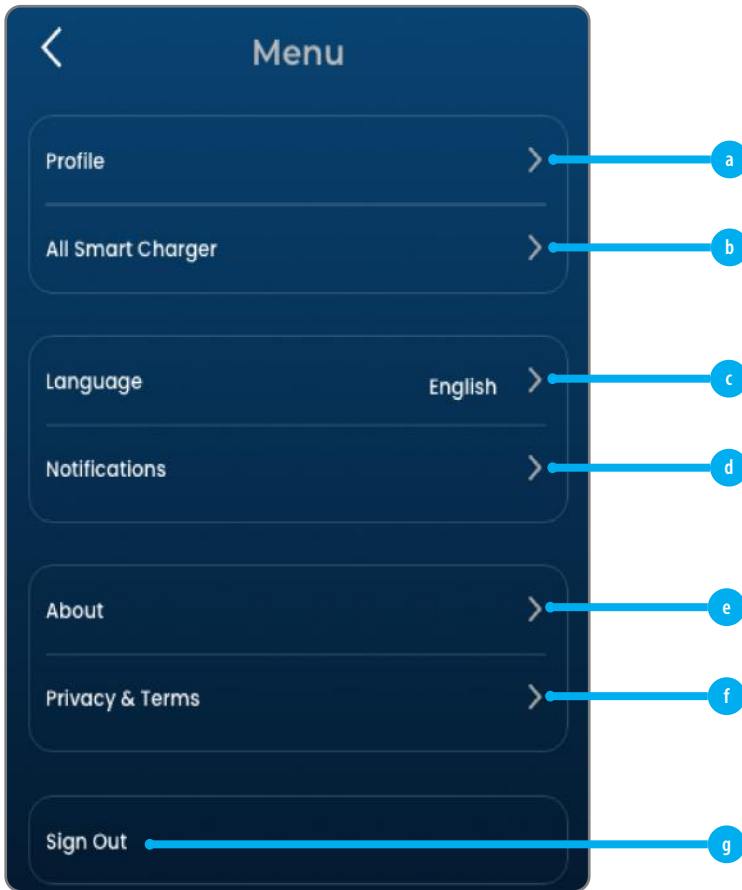 Menu
Profile
a
All Smart Charger
b
Language English
c
Notifications
d
About
e
Privacy & Terms
f
Sign Out
g